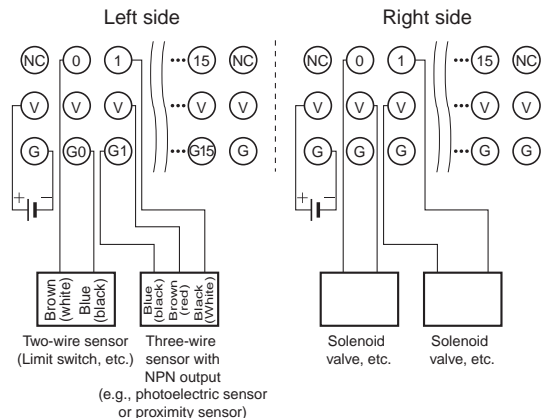 Left side
Right side
NC 0 1 ···15 NC
NC 0 1 ···15 NC
V V V ···V V
V V V ···V V
G G0 G1 ···G15 G
G G G ···G G
+ −
+ −
Brown
(white)
Blue
(black)
Blue
(black)
Brown
(red)
Black
(White)
Two-wire sensor
(Limit switch, etc.)
Three-wire
sensor with
NPN output
(e.g., photoelectric sensor
or proximity sensor)
Solenoid
valve, etc.
Solenoid
valve, etc.